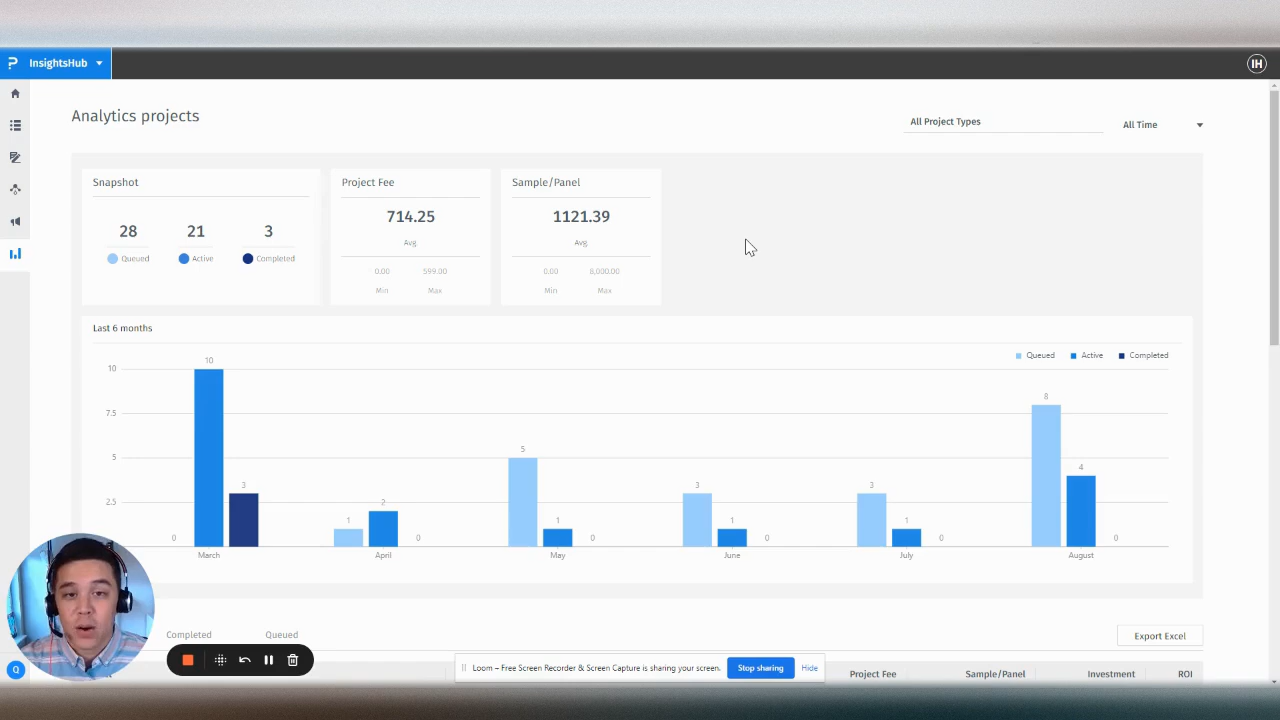 InsightsHub
IH
Analytics projects
All Project Types
All Time
Snapshot
28 21 3
Queued Active Completed
Project Fee
714.25
Avg
0.00 599.00
Min Max
Sample/Panel
1121.39
Avg
0.00 8,000.00
Min Max
Last 6 months
Queued Active Completed
10
7.5
5
2.5
0 10 3
1 2 0
5 1 0
3 1 0
3 1 0
8 4 0
March April May June July August
Completed Queued
Export Excel
Q
Loom – Free Screen Recorder & Screen Capture is sharing your screen.
Stop sharing
Hide
Project Fee Sample/Panel Investment ROI